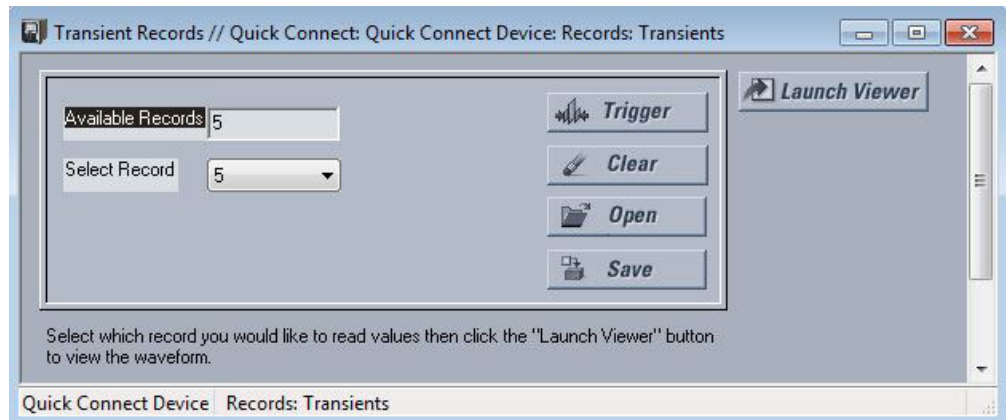 Transient Records // Quick Connect: Quick Connect Device: Records: Transients
Available Records 5
Select Record 5
Trigger
Clear
Open
Save
Launch Viewer
Select which record you would like to read values then click the "Launch Viewer" button
to view the waveform.
Quick Connect Device Records: Transients